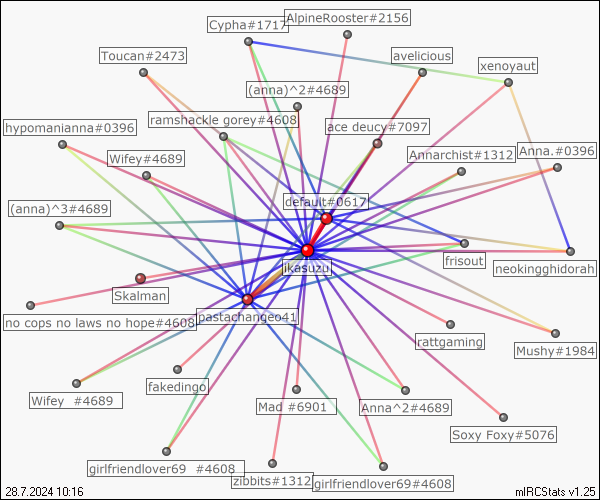 AlpineRooster#2156
Cypha#1717
Toucan#2473
avelicious
xenoyaut
(anna)^2#4689
ramshackle gorey#4608
hypomanianna#0396
ace deucy#7097
Wifey#4689
Annarchist#1312
Anna.#0396
default#0617
(anna)^3#4689
frisout
jikasuzu
neokingghidorah
Skalman
no cops no laws no hope#4608
pastachangeo41
rattgaming
Mushy#1984
fakedingo
Wifey #4689
Mad #6901
Anna^2#4689
Soxy Foxy#5076
girlfriendlover69 #4608
zibbits#1312
girlfriendlover69#4608
28.7.2024 10:16
mIRCStats v1.25